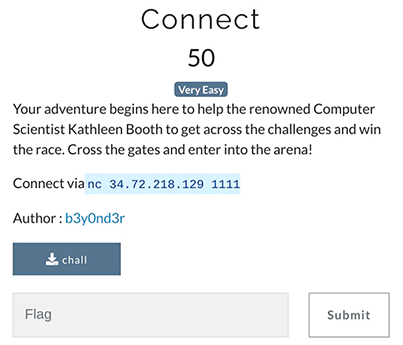 Connect
50
Very Easy
Your adventure begins here to help the renowned Computer
Scientist Kathleen Booth to get across the challenges and win
the race. Cross the gates and enter into the arena!
Connect via nc 34.72.218.129 1111
Author : b3y0nd3r
chall
Flag
Submit